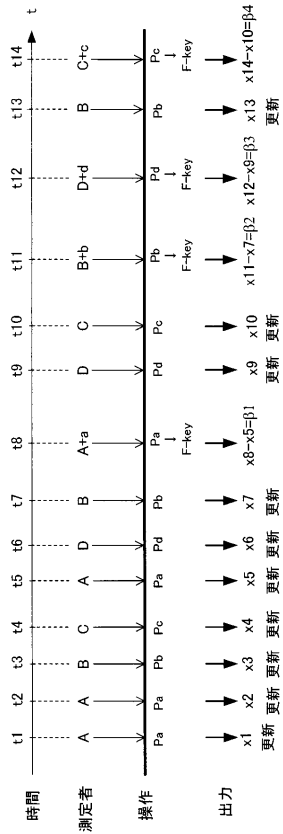 時間 t1 t2 t3 t4 t5 t6 t7 t8 t9 t10 t11 t12 t13 t14 t
測定者 A A B C A D B A+a D C B+b D+d B C+c
操作 Pa Pa Pb Pc Pa Pd Pb Pa Pd Pc Pb Pd Pb Pc
F-key F-key F-key F-key
出力 x1 x2 x3 x4 x5 x6 x7 x8-x5=β1 x9 x10 x11-x7=β2 x12-x9=β3 x13 x14-x10=β4
更新 更新 更新 更新 更新 更新 更新 更新 更新 更新